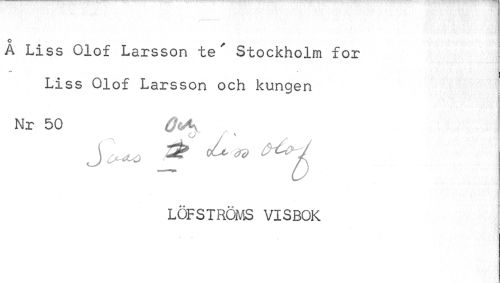 Å Liss Olof Larsson te´ Stockholm for
Liss Olof Larsson och kungen
Nr 50
och
Saas Liss Olof
LÖFSTRÖMS VISBOK